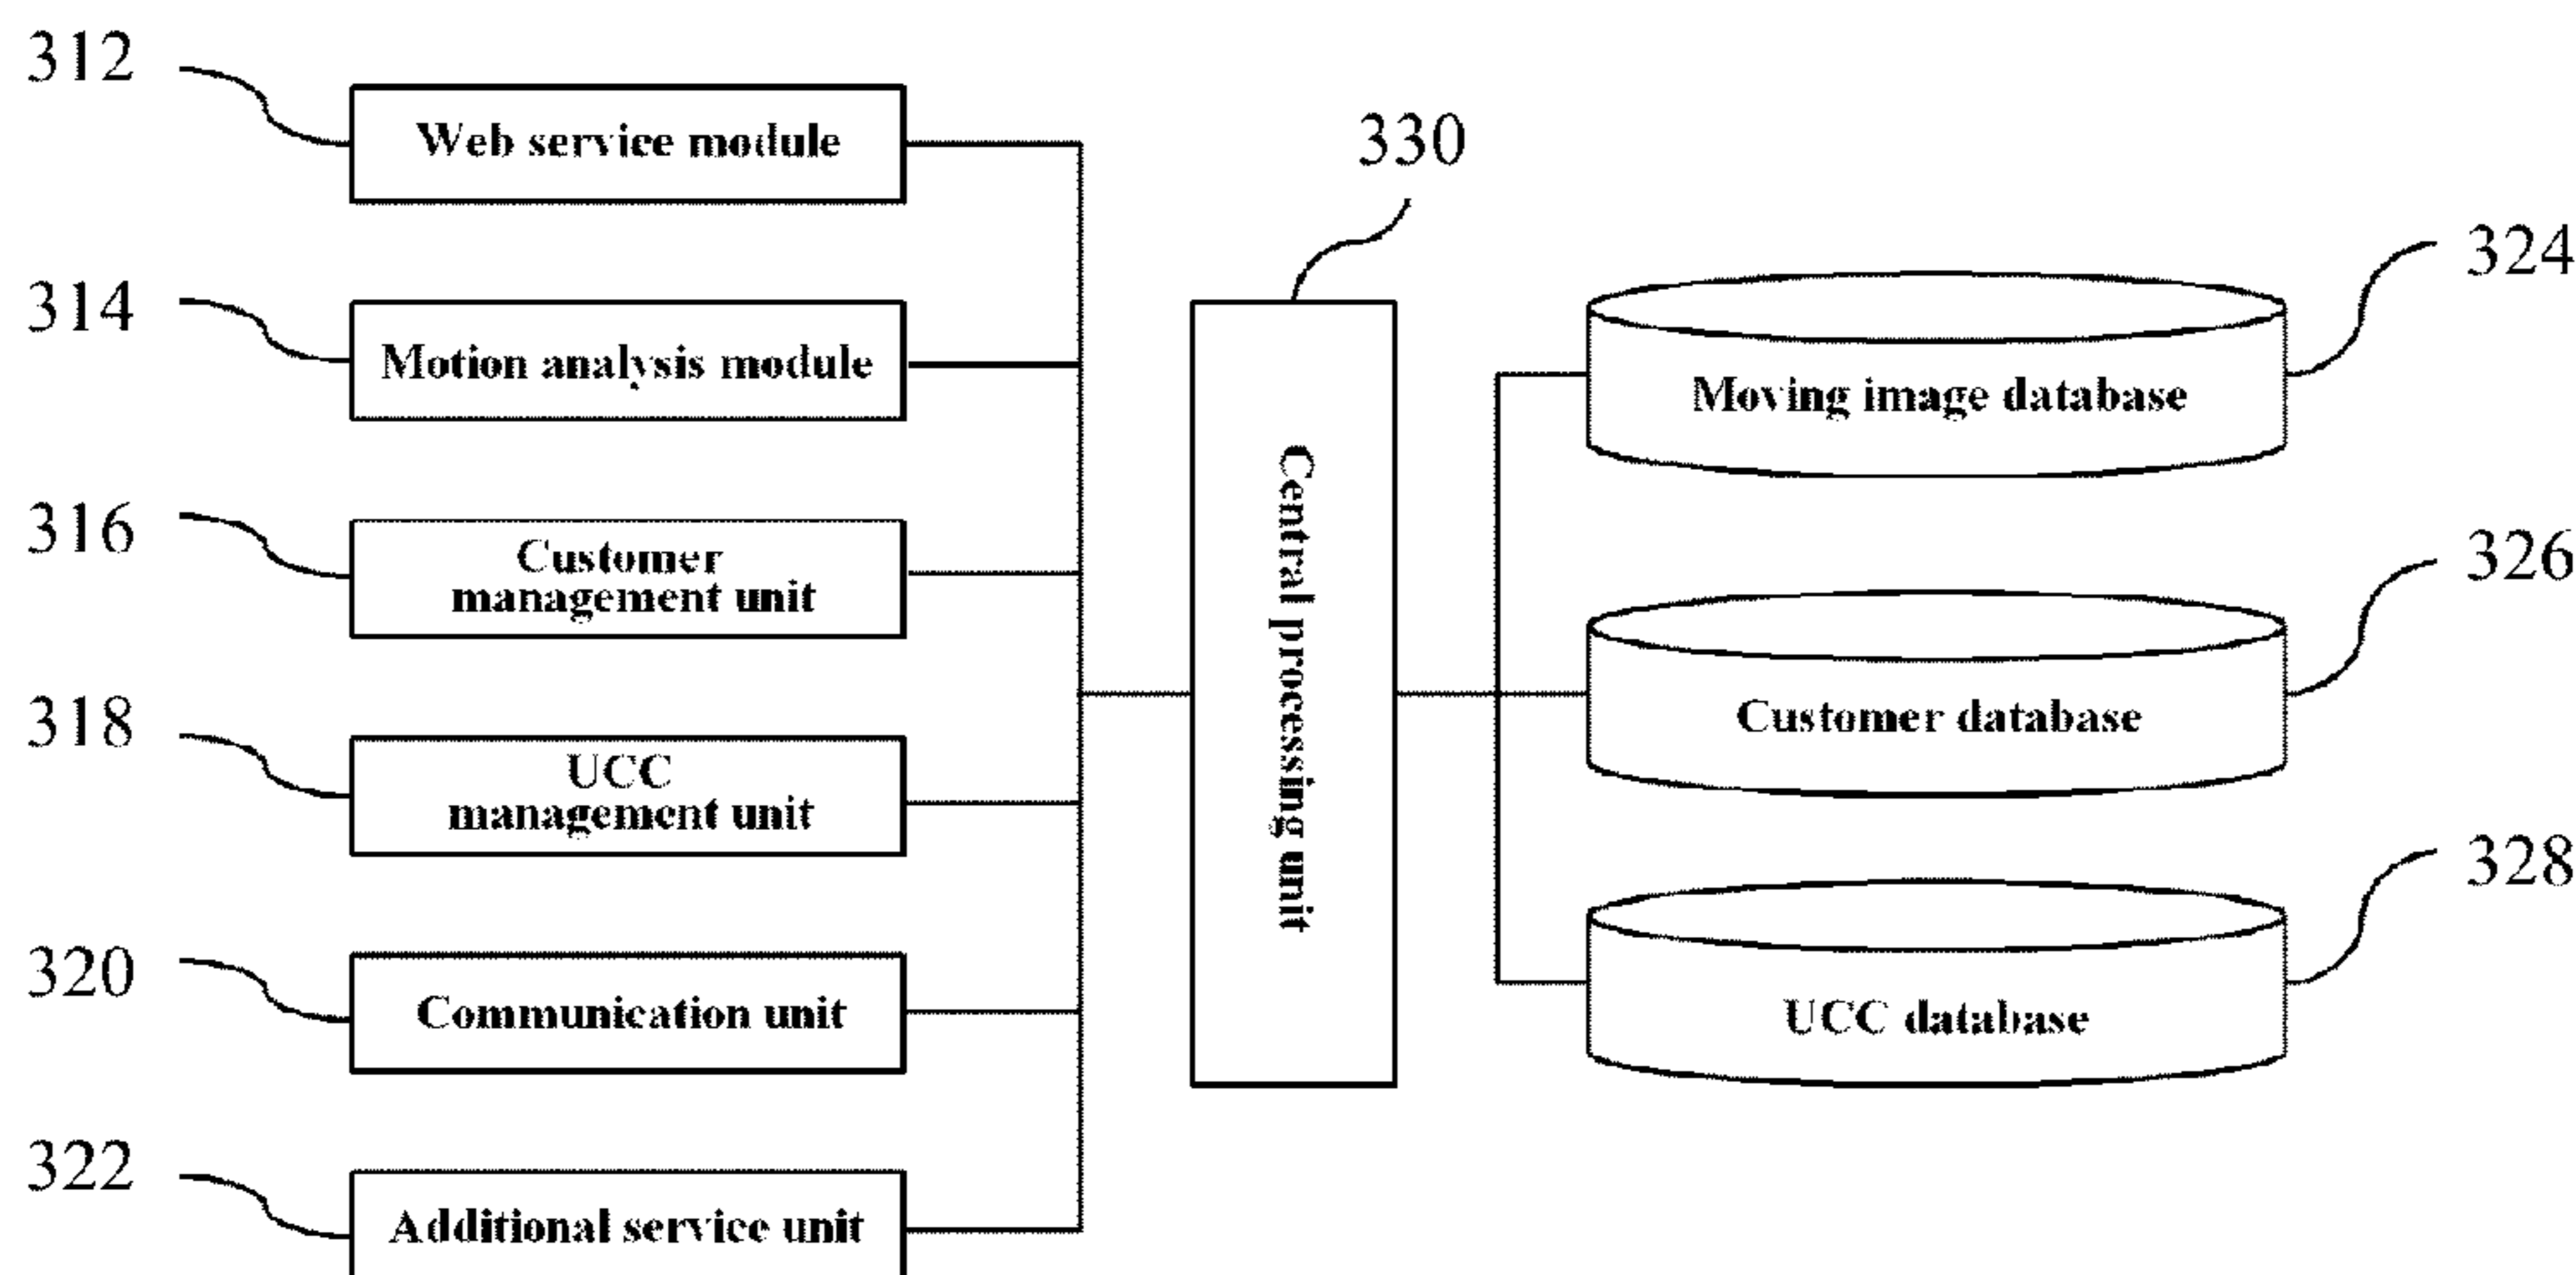 312
Web service module
314
Motion analysis module
316
Customer
management unit
318
UCC
management unit
320
Communication unit
322
Additional service unit
330
Central processing unit
324
Moving image database
326
Customer database
328
UCC database